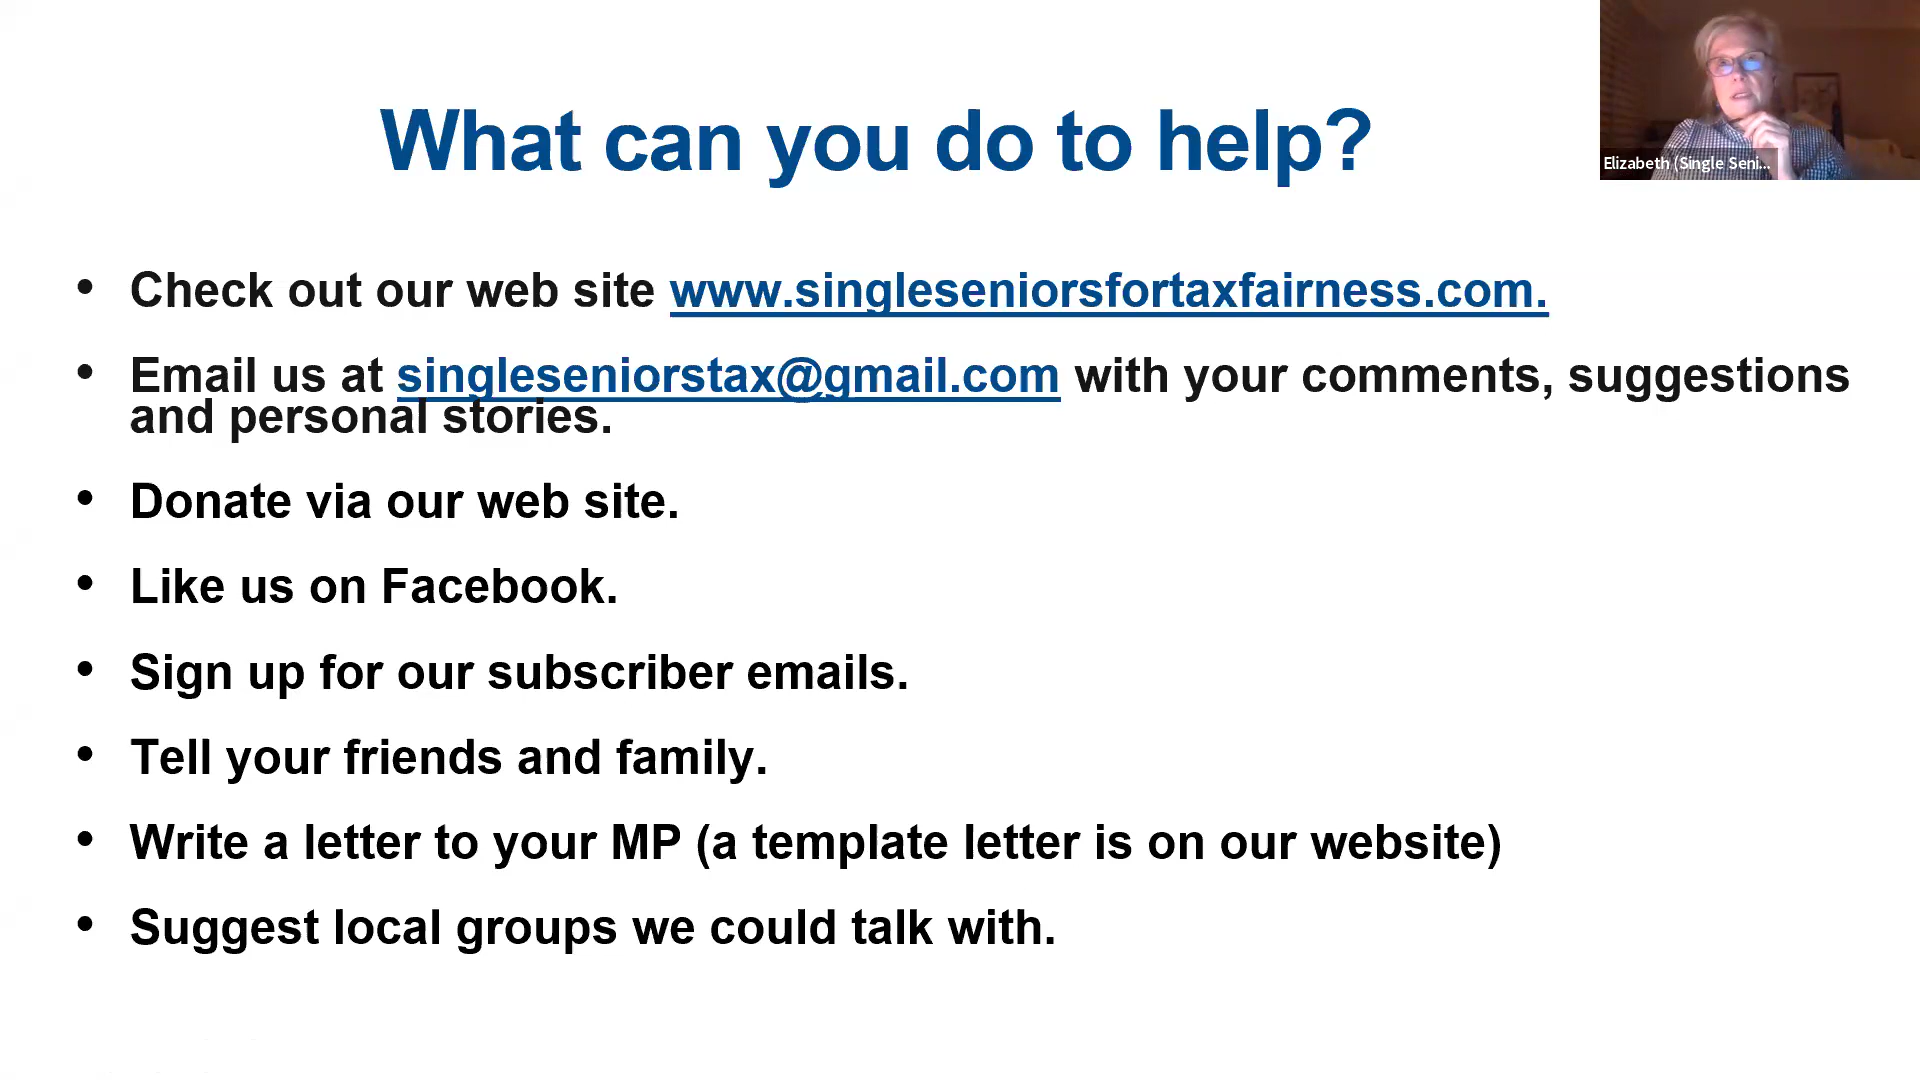 What can you do to help?
Elizabeth (Single Seni...
• Check out our web site www.singleseniorsfortaxfairness.com.
• Email us at singleseniorstax@gmail.com with your comments, suggestions
and personal stories.
• Donate via our web site.
• Like us on Facebook.
• Sign up for our subscriber emails.
• Tell your friends and family.
• Write a letter to your MP (a template letter is on our website)
• Suggest local groups we could talk with.